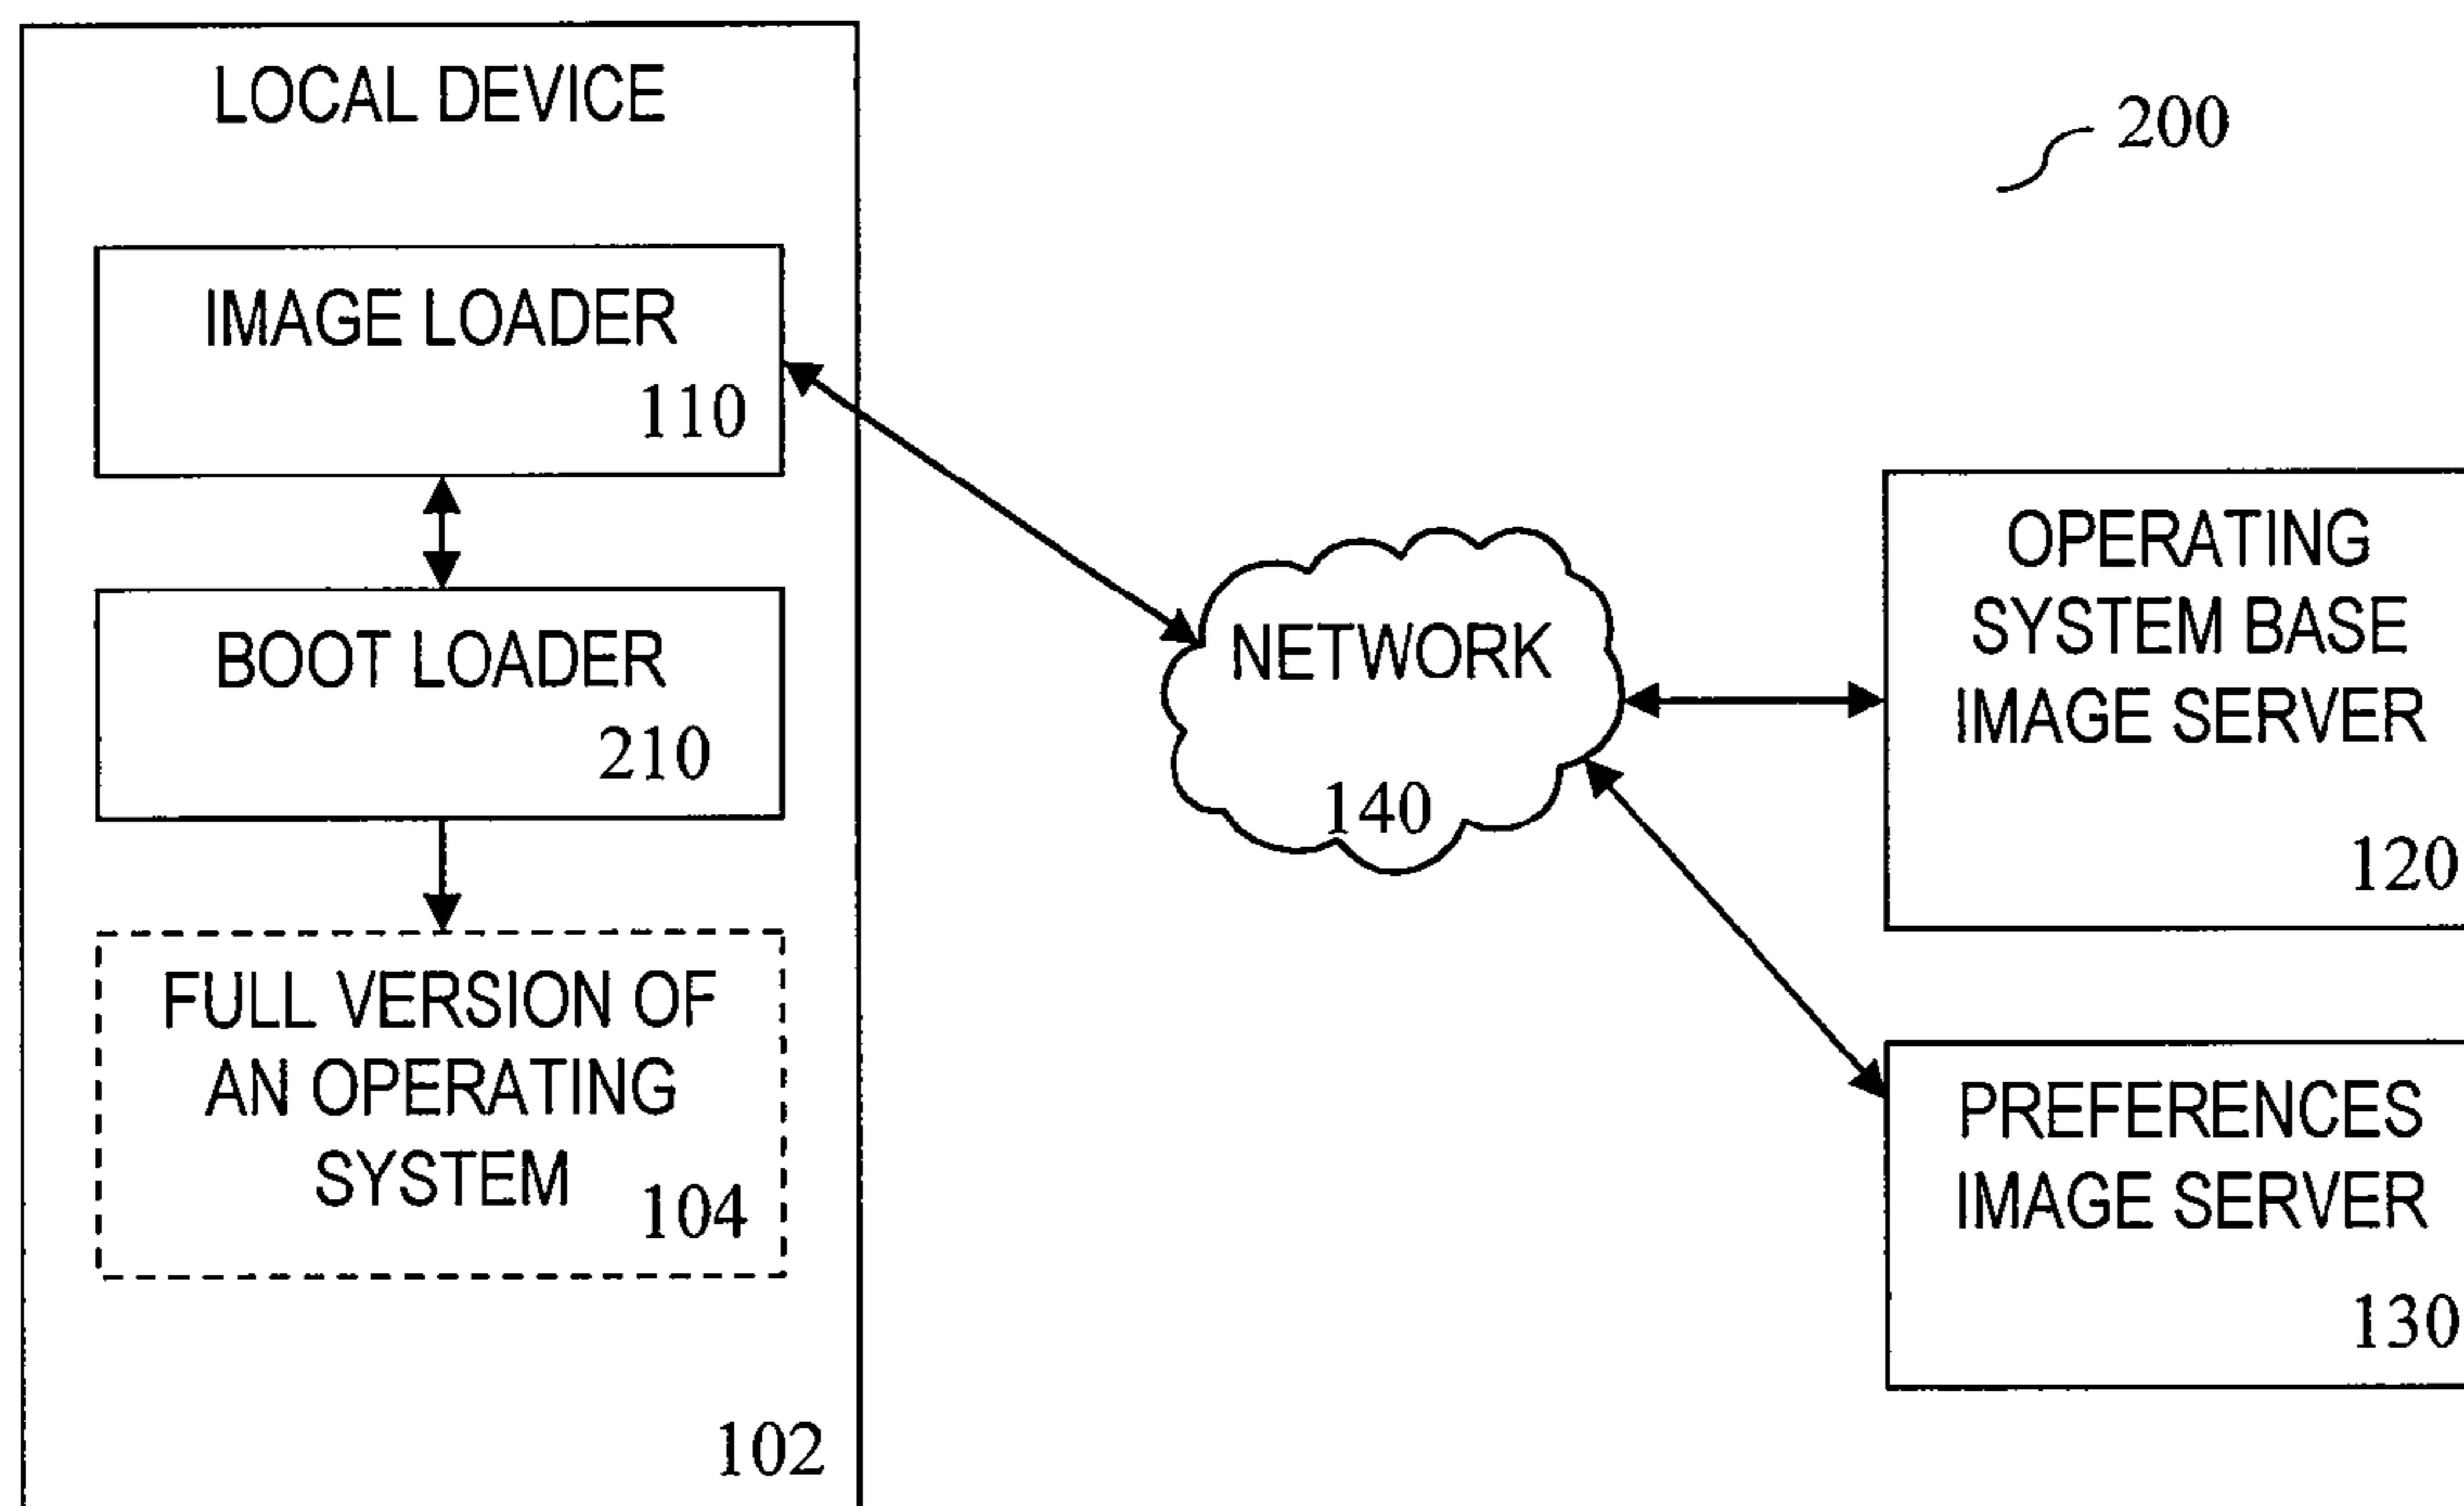 LOCAL DEVICE
IMAGE LOADER
110
BOOT LOADER
210
FULL VERSION OF
AN OPERATING
SYSTEM
104
102
NETWORK
140
200
OPERATING
SYSTEM BASE
IMAGE SERVER
120
PREFERENCES
IMAGE SERVER
130